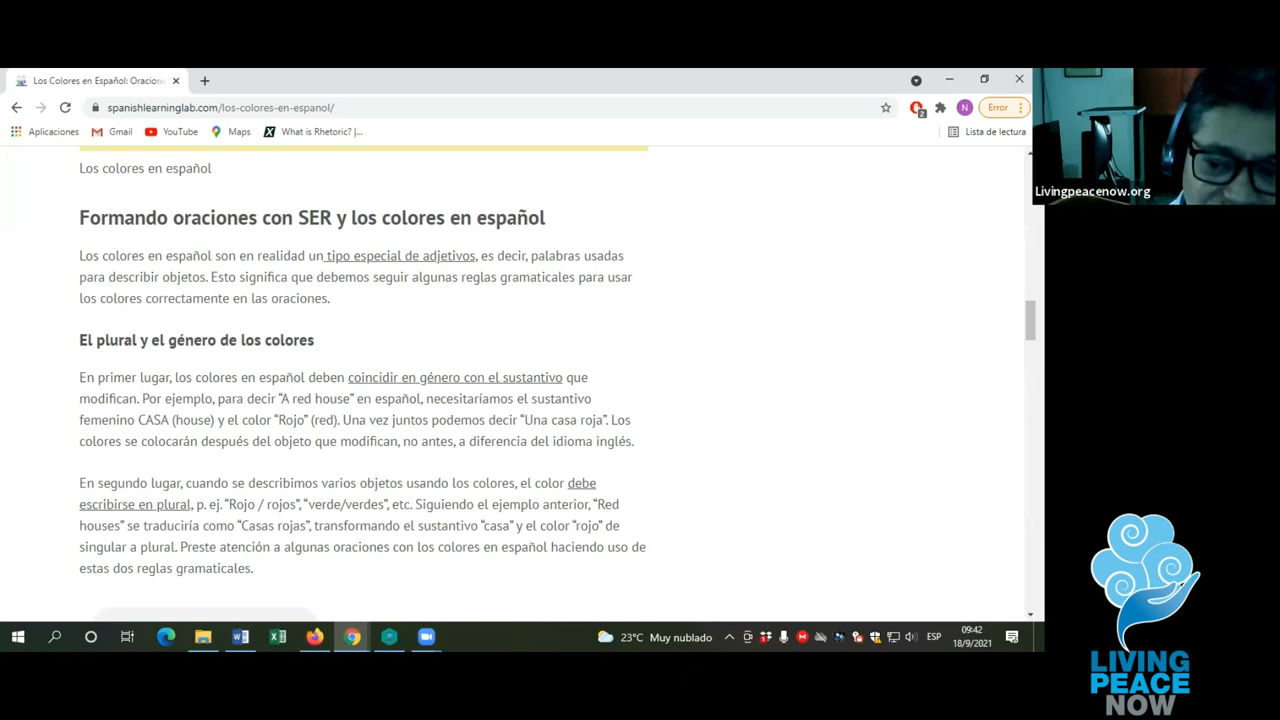 Los Colores en Español: Oracione
spanishlearninglab.com/los-colores-en-espanol/
N
Error
2
Aplicaciones
Gmail
YouTube
Maps
What is Rhetoric? |...
Lista de lectura
Livingpeacenow.org
Los colores en español
Formando oraciones con SER y los colores en español
Los colores en español son en realidad un tipo especial de adjetivos, es decir, palabras usadas
para describir objetos. Esto significa que debemos seguir algunas reglas gramaticales para usar
los colores correctamente en las oraciones.
El plural y el género de los colores
En primer lugar, los colores en español deben coincidir en género con el sustantivo que
modifican. Por ejemplo, para decir “A red house” en español, necesitaríamos el sustantivo
femenino CASA (house) y el color “Rojo” (red). Una vez juntos podemos decir “Una casa roja”. Los
colores se colocarán después del objeto que modifican, no antes, a diferencia del idioma inglés.
En segundo lugar, cuando se describimos varios objetos usando los colores, el color debe
escribirse en plural, p. ej. “Rojo / rojos”, “verde/verdes”, etc. Siguiendo el ejemplo anterior, “Red
houses” se traduciría como “Casas rojas”, transformando el sustantivo “casa” y el color “rojo” de
singular a plural. Preste atención a algunas oraciones con los colores en español haciendo uso de
estas dos reglas gramaticales.
23°C Muy nublado
ESP
09:42
18/9/2021
LIVING
PEACE
NOW